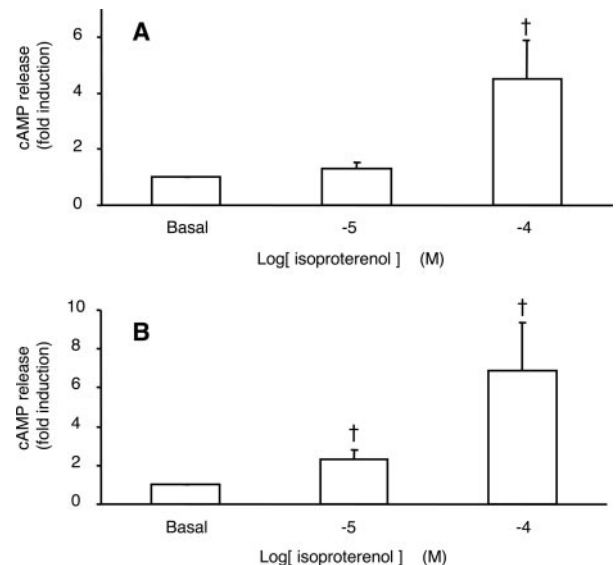 A
cAMP release
(fold induction)
6
4
2
0
†
Basal
-5
-4
Log[ isoproterenol ] (M)
B
cAMP release
(fold induction)
10
8
6
4
2
0
†
†
Basal
-5
-4
Log[ isoproterenol ] (M)